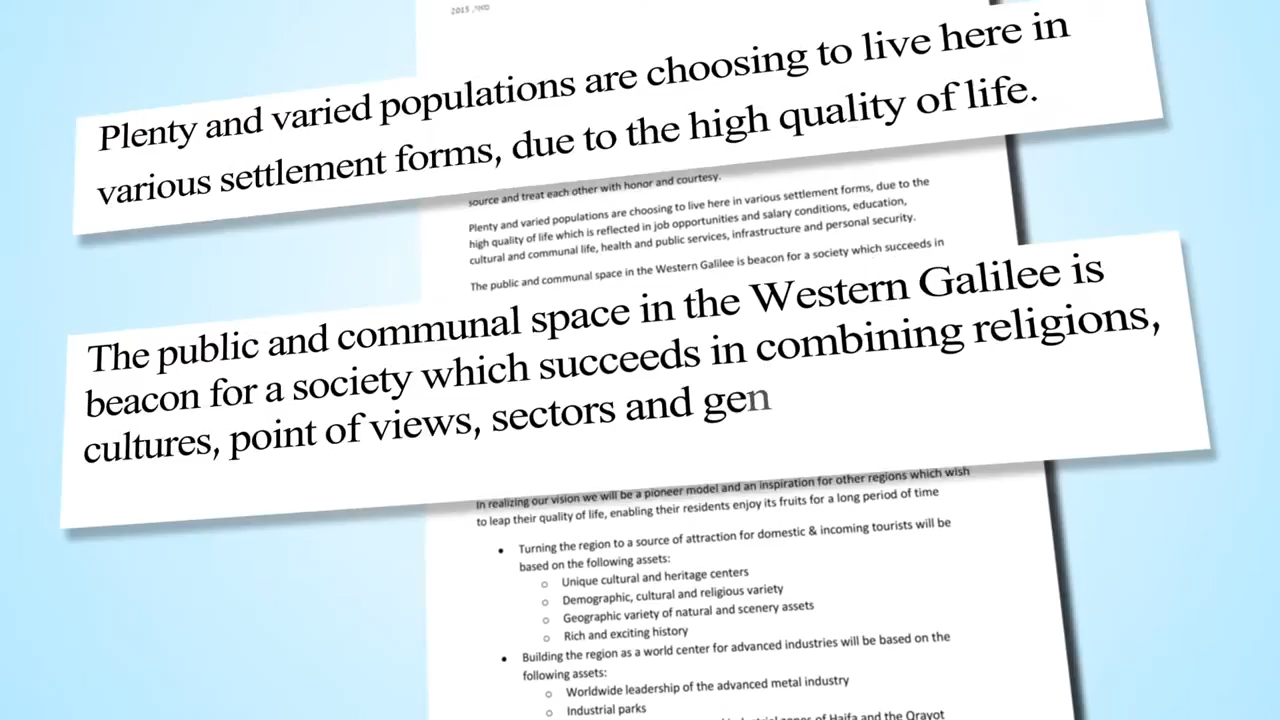 מאי, 2015
Plenty and varied populations are choosing to live here in
various settlement forms, due to the high quality of life.
source and treat each other with honor and courtesy.
Plenty and varied populations are choosing to live here in various settlement forms, due to the
high quality of life which is reflected in job opportunities and salary conditions, education,
cultural and communal life, health and public services, infrastructure and personal security.
The public and communal space in the Western Galilee is beacon for a society which succeeds in
The public and communal space in the Western Galilee is
beacon for a society which succeeds in combining religions,
cultures, point of views, sectors and gen
In realizing our vision we will be a pioneer model and an inspiration for other regions which wish
to leap their quality of life, enabling their residents enjoy its fruits for a long period of time
• Turning the region to a source of attraction for domestic & incoming tourists will be
based on the following assets:
o Unique cultural and heritage centers
o Demographic, cultural and religious variety
o Geographic variety of natural and scenery assets
o Rich and exciting history
• Building the region as a world center for advanced industries will be based on the
following assets:
o Worldwide leadership of the advanced metal industry
o Industrial parks
of Haifa and the Qrayot